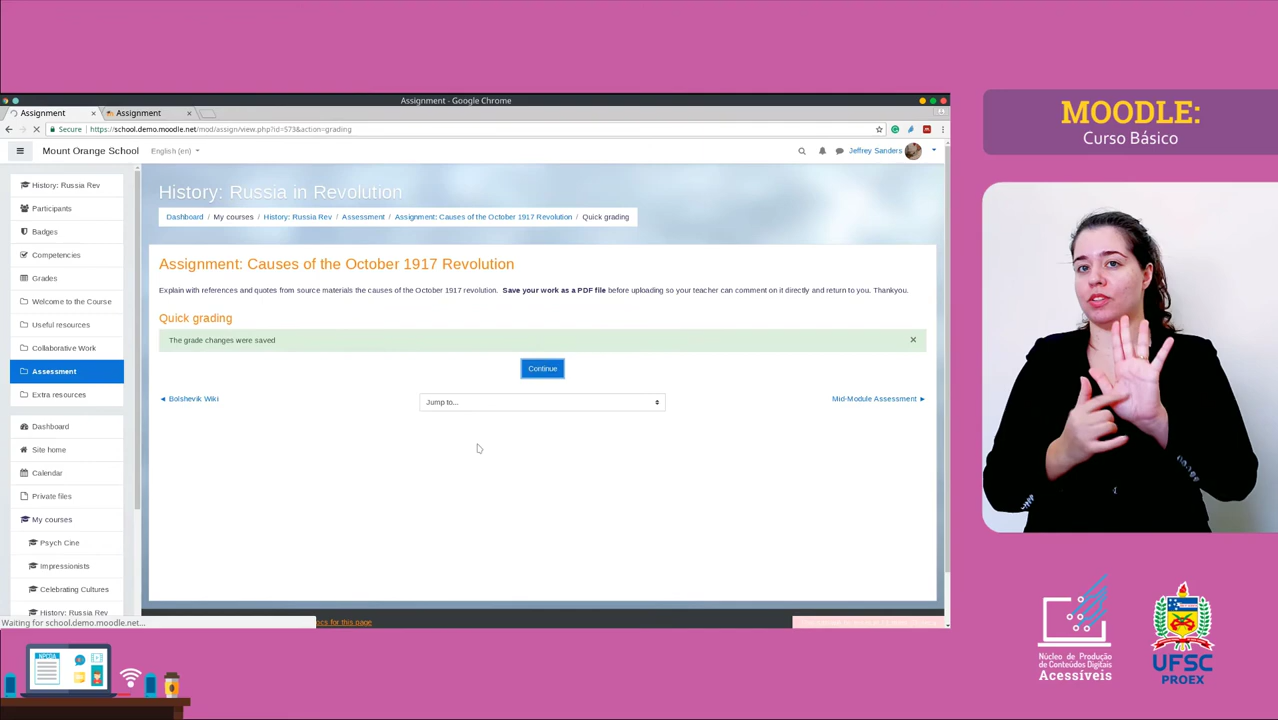 Assignment - Google Chrome
Assignment
Assignment
Secure
https://school.demo.moodle.net/mod/assign/view.php?id=573&action=grading
Mount Orange School
English (en)
Jeffrey Sanders
History: Russia Rev
Participants
Badges
Competencies
Grades
Welcome to the Course
Useful resources
Collaborative Work
Assessment
Extra resources
Dashboard
Site home
Calendar
Private files
My courses
Psych Cine
Impressionists
Celebrating Cultures
History: Russia Rev
Waiting for school.demo.moodle.net...
History: Russia in Revolution
Dashboard / My courses / History: Russia Rev / Assessment / Assignment: Causes of the October 1917 Revolution / Quick grading
Assignment: Causes of the October 1917 Revolution
Explain with references and quotes from source materials the causes of the October 1917 revolution. Save your work as a PDF file before uploading so your teacher can comment on it directly and return to you. Thankyou.
Quick grading
The grade changes were saved
×
Continue
◄ Bolshevik Wiki
Jump to...
Mid-Module Assessment ►
ocs for this page
MOODLE:
Curso Básico
Núcleo de Produção
de Conteúdos Digitais
Acessíveis
UFSC
PROEX
NPCDA